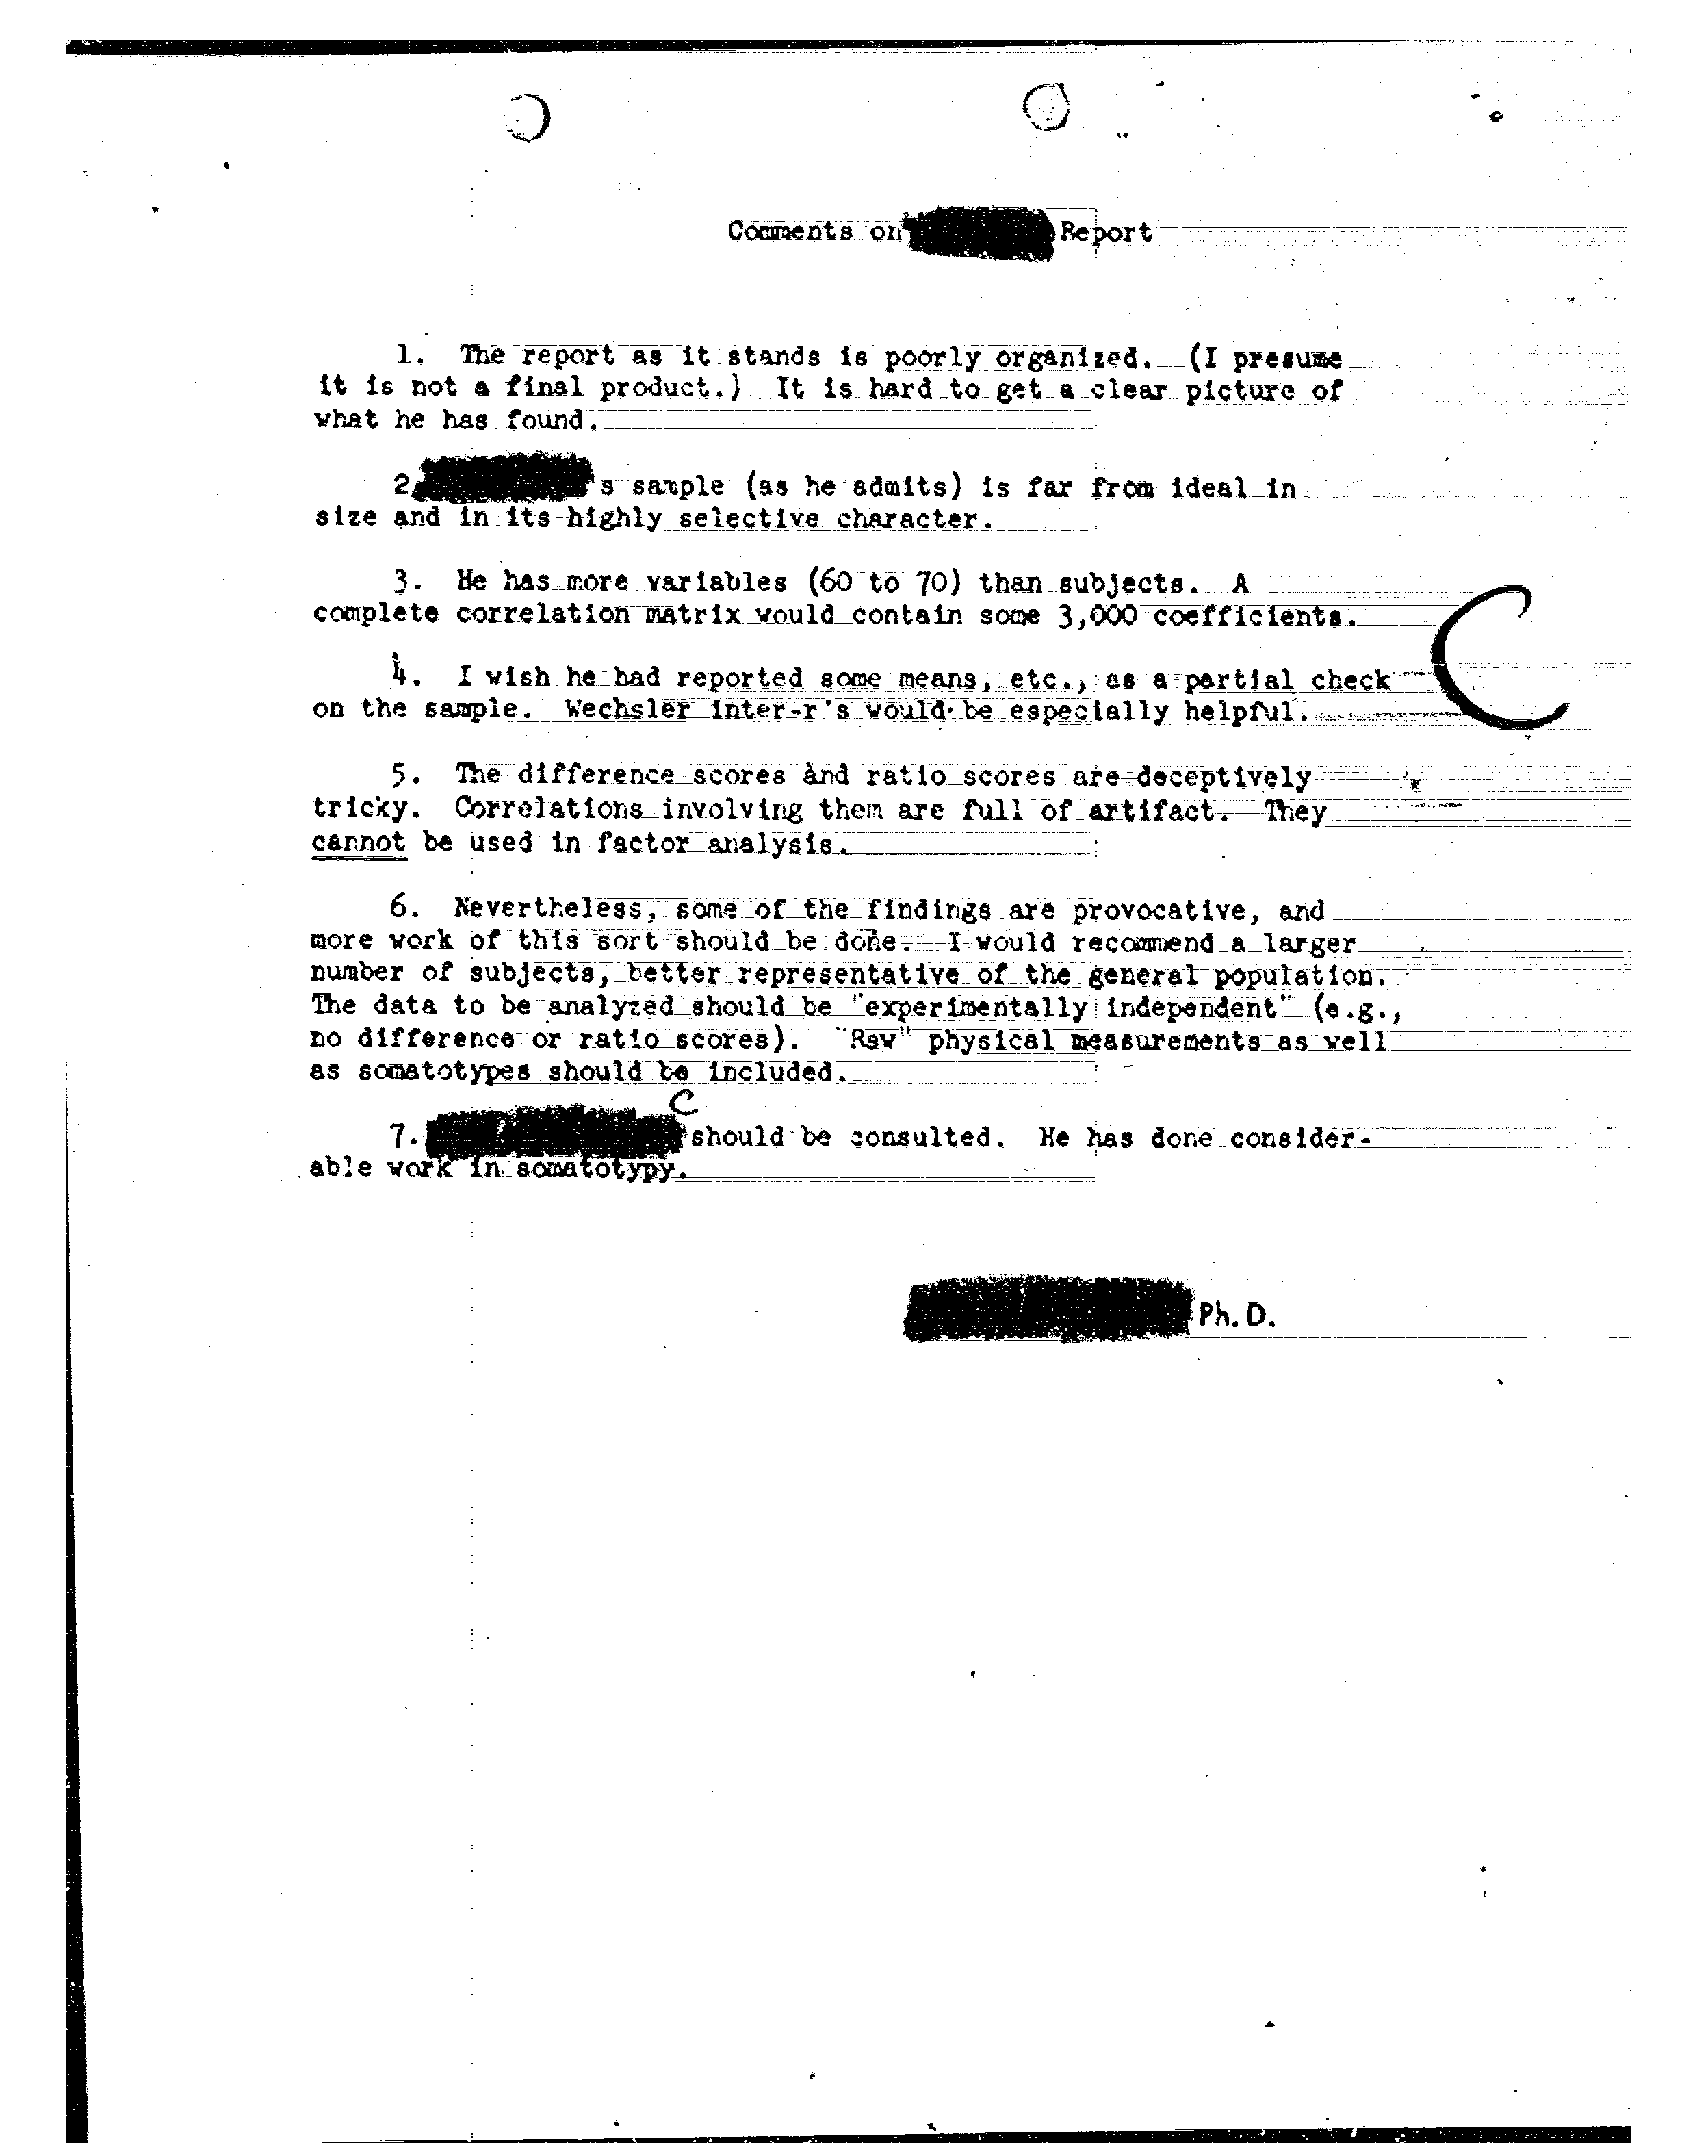 Comments on Report
1. The report as it stands is poorly organized. (I presume
it is not a final product.) It is hard to get a clear picture of
what he has found.
2. 's sample (as he admits) is far from ideal in
size and in its highly selective character.
3. He has more variables (60 to 70) than subjects. A
complete correlation matrix would contain some 3,000 coefficients.
C
4. I wish he had reported some means, etc., as a partial check
on the sample. Wechsler inter-r's would be especially helpful.
5. The difference scores and ratio scores are deceptively
tricky. Correlations involving them are full of artifact. They
cannot be used in factor analysis.
6. Nevertheless, some of the findings are provocative, and
more work of this sort should be done. I would recommend a larger
number of subjects, better representative of the general population.
The data to be analyzed should be "experimentally independent" (e.g.,
no difference or ratio scores). "Raw" physical measurements as well
as somatotypes should be included.
C
7. should be consulted. He has done consider-
able work in somatotypy.
Ph.D.